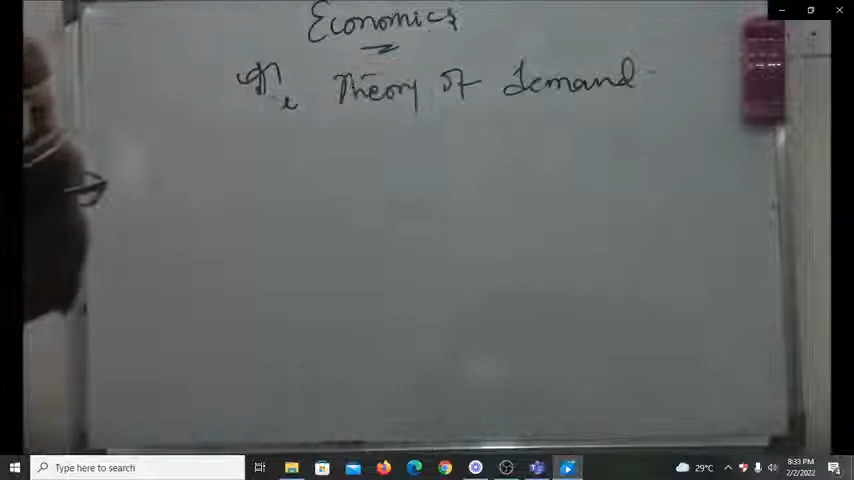 Economics
Theory of demand
Type here to search
29°C
8:33 PM
2/2/2022